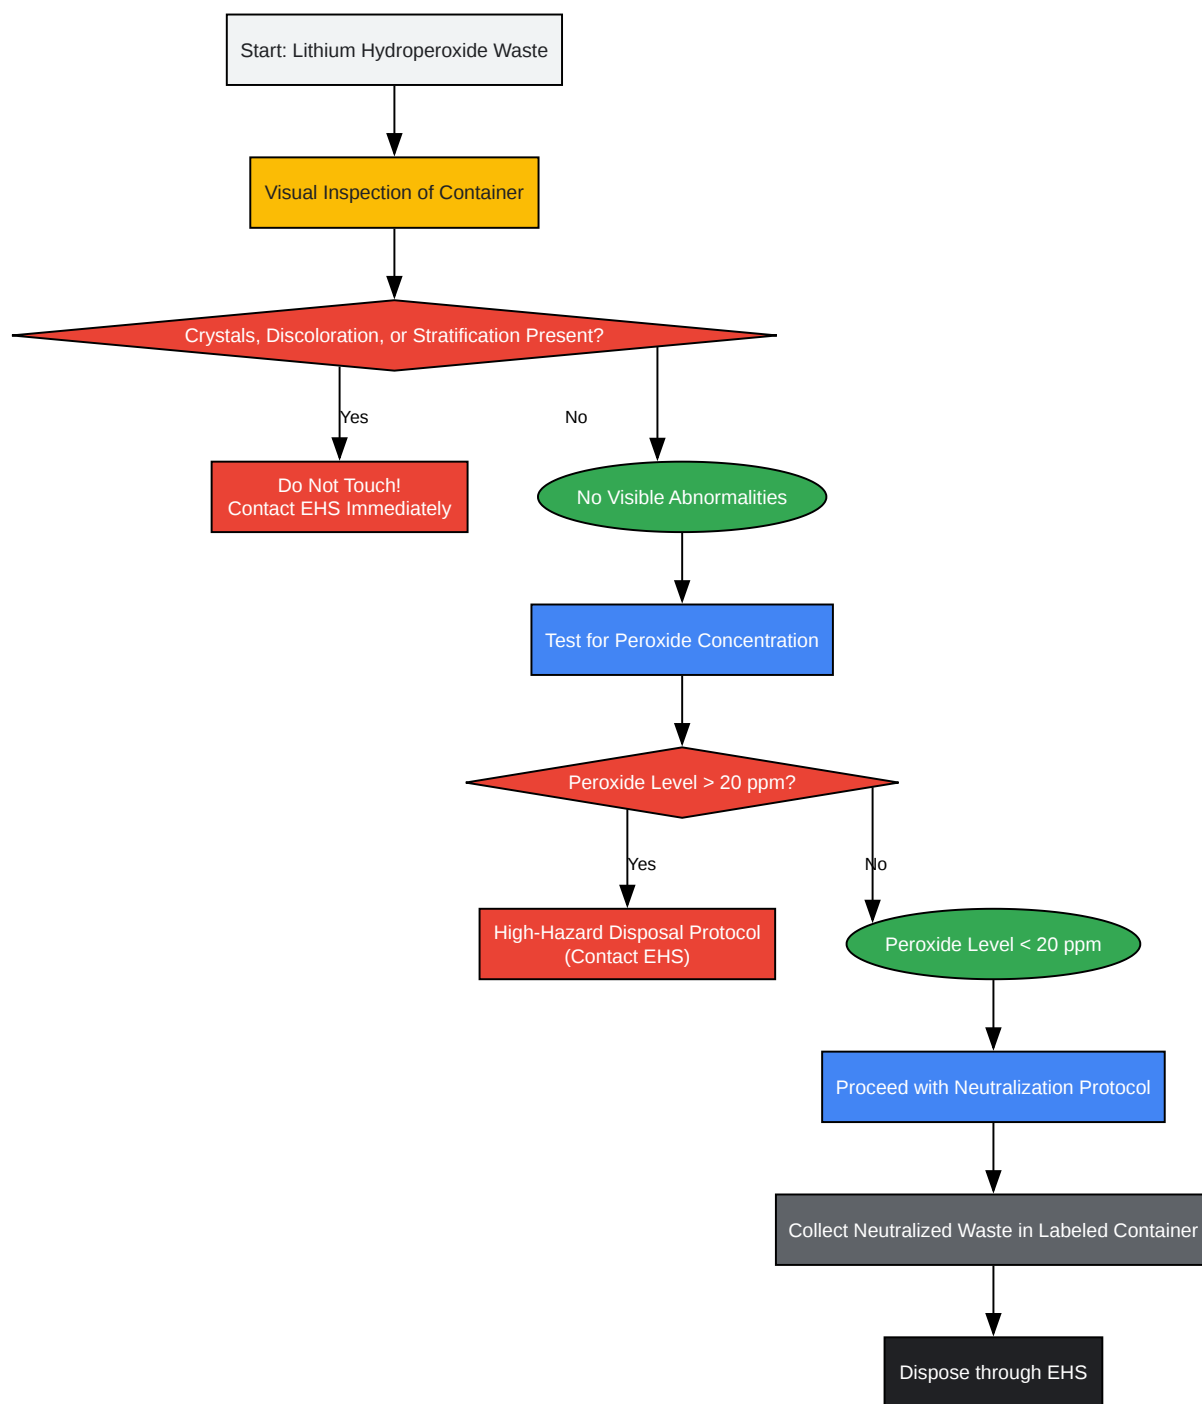 Start: Lithium Hydroperoxide Waste
Visual Inspection of Container
Crystals, Discoloration, or Stratification Present?
Yes
No
Do Not Touch!
Contact EHS Immediately
No Visible Abnormalities
Test for Peroxide Concentration
Peroxide Level > 20 ppm?
Yes
No
High-Hazard Disposal Protocol
(Contact EHS)
Peroxide Level < 20 ppm
Proceed with Neutralization Protocol
Collect Neutralized Waste in Labeled Container
Dispose through EHS